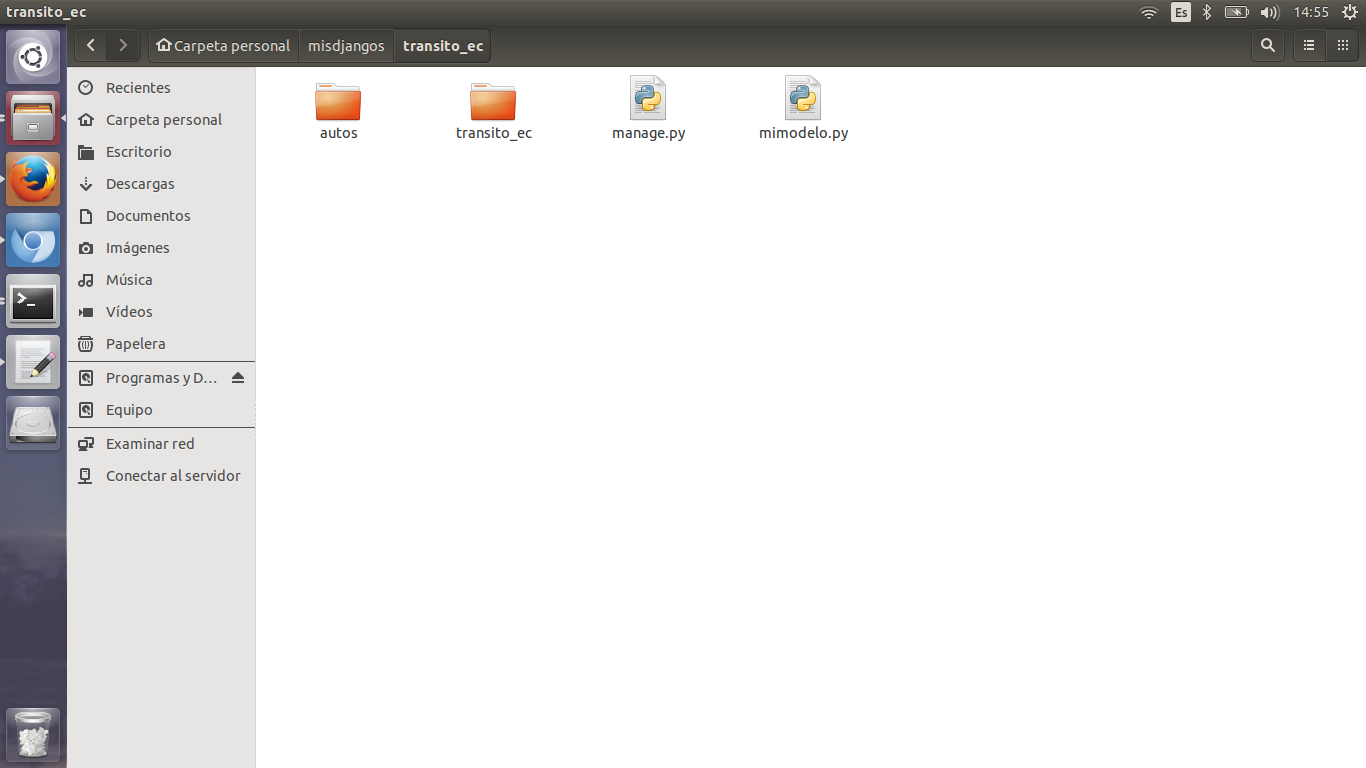 transito_ec
Es
14:55
Carpeta personal
misdjangos
transito_ec
Recientes
Carpeta personal
Escritorio
Descargas
Documentos
Imágenes
Música
Vídeos
Papelera
Programas y D...
Equipo
Examinar red
Conectar al servidor
autos
transito_ec
manage.py
mimodelo.py